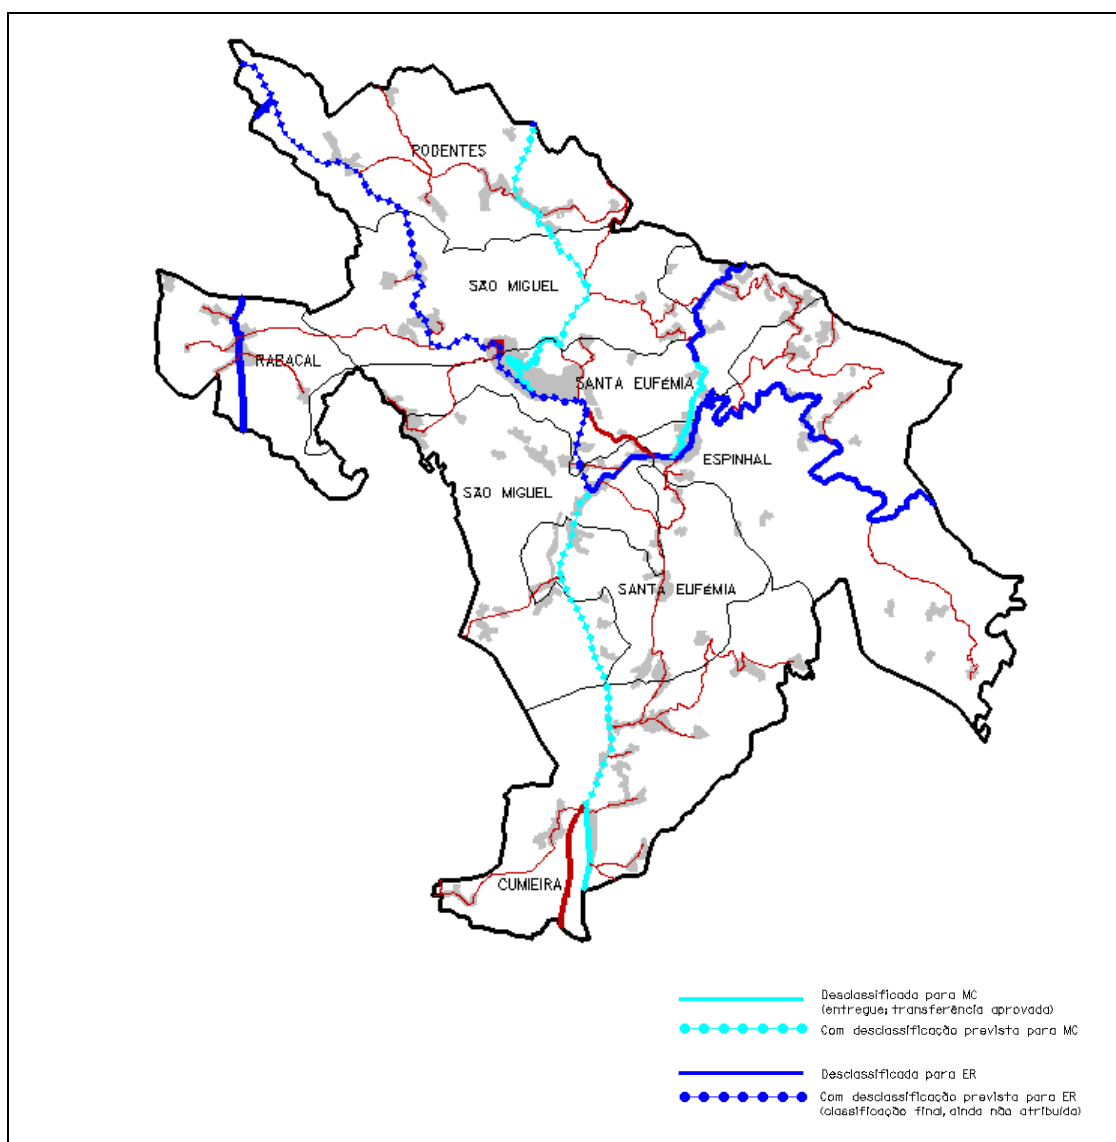 PODENTES
SÃO MIGUEL
RABAÇAL
SANTA EUFÉMIA
ESPINHAL
SÃO MIGUEL
SANTA EUFÉMIA
CUMIEIRA
Desclassificada para MC
(entregue; transferência aprovada)
Com desclassificação prevista para MC
Desclassificada para ER
Com desclassificação prevista para ER
(classificação final, ainda não atribuída)